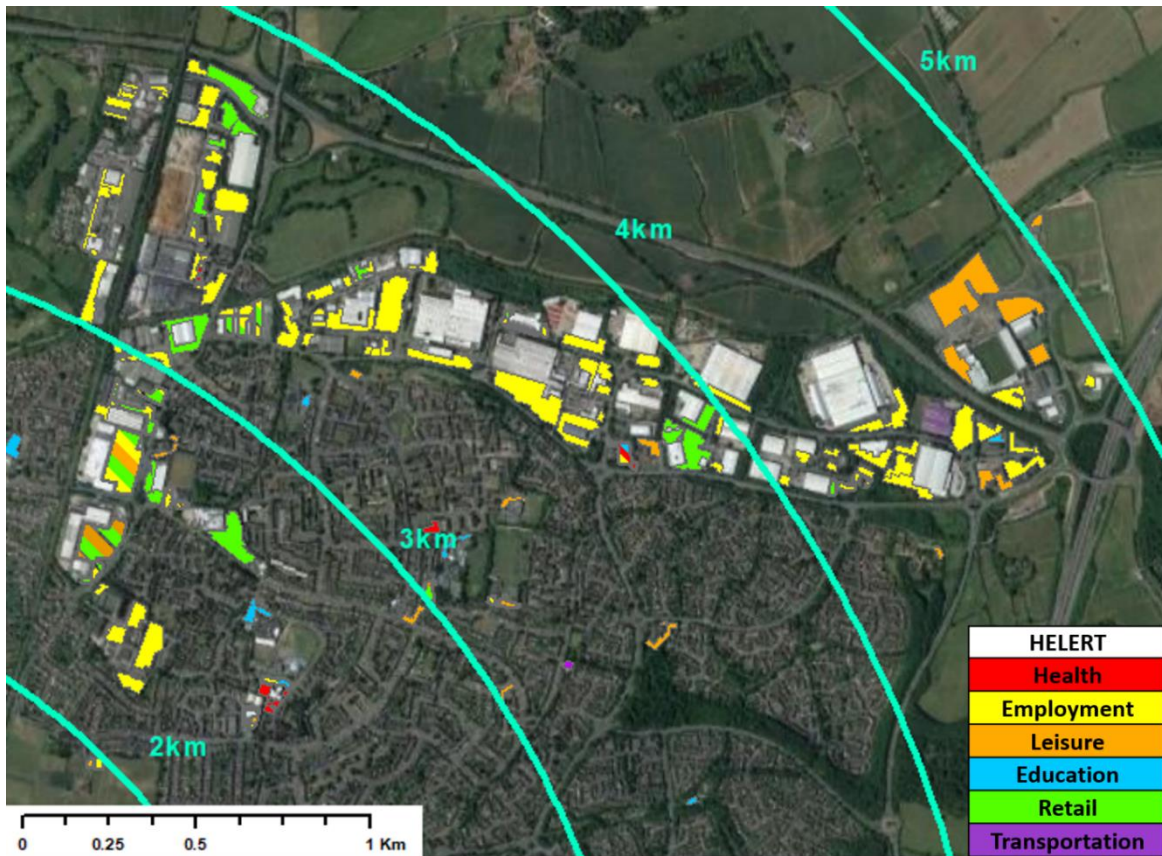 5km
4km
3km
2km
HELERT
Health
Employment
Leisure
Education
Retail
Transportation
0 0.25 0.5 1 Km